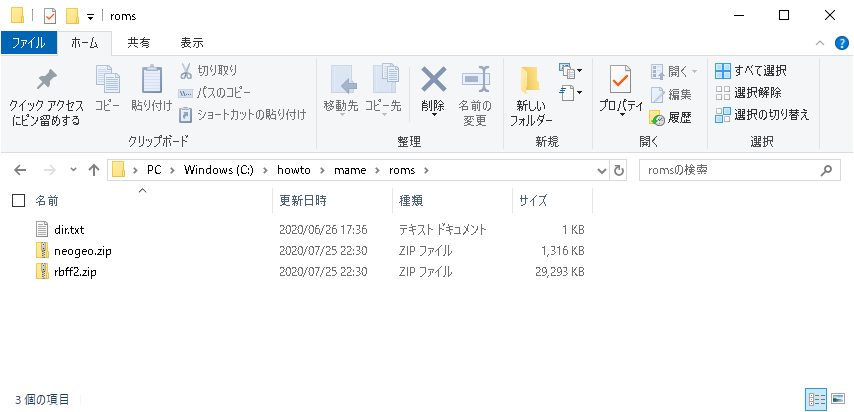 roms
ファイル ホーム 共有 表示
クイック アクセス
にピン留めする
コピー
貼り付け
切り取り
パスのコピー
ショートカットの貼り付け
クリップボード
移動先
コピー先
削除
名前の
変更
整理
新しい
フォルダー
新規
プロパティ
開く
編集
履歴
開く
すべて選択
選択解除
選択の切り替え
選択
PC Windows (C:) howto mame roms
romsの検索
名前 更新日時 種類 サイズ
dir.txt 2020/06/26 17:36 テキスト ドキュメント 1 KB
neogeo.zip 2020/07/25 22:30 ZIP ファイル 1,316 KB
rbff2.zip 2020/07/25 22:30 ZIP ファイル 29,293 KB
3 個の項目